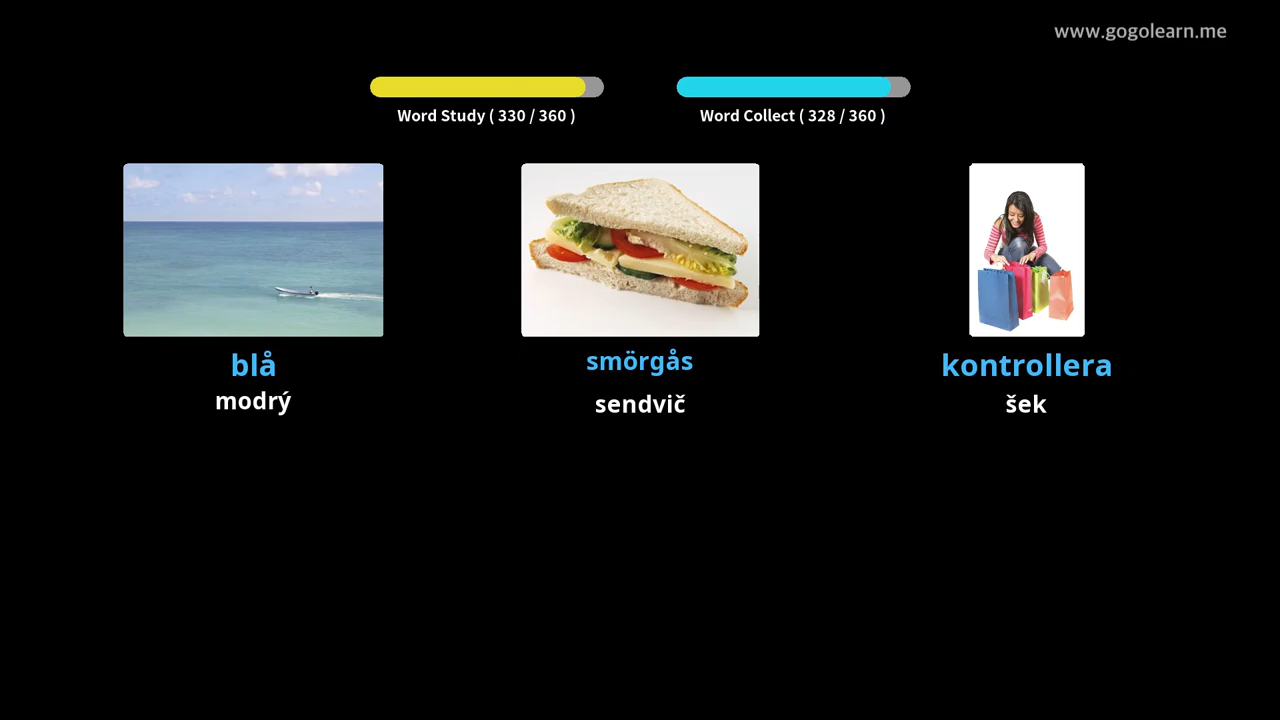 www.gogolearn.me
Word Study ( 330 / 360 )
Word Collect ( 328 / 360 )
blå
modrý
smörgås
sendvič
kontrollera
šek